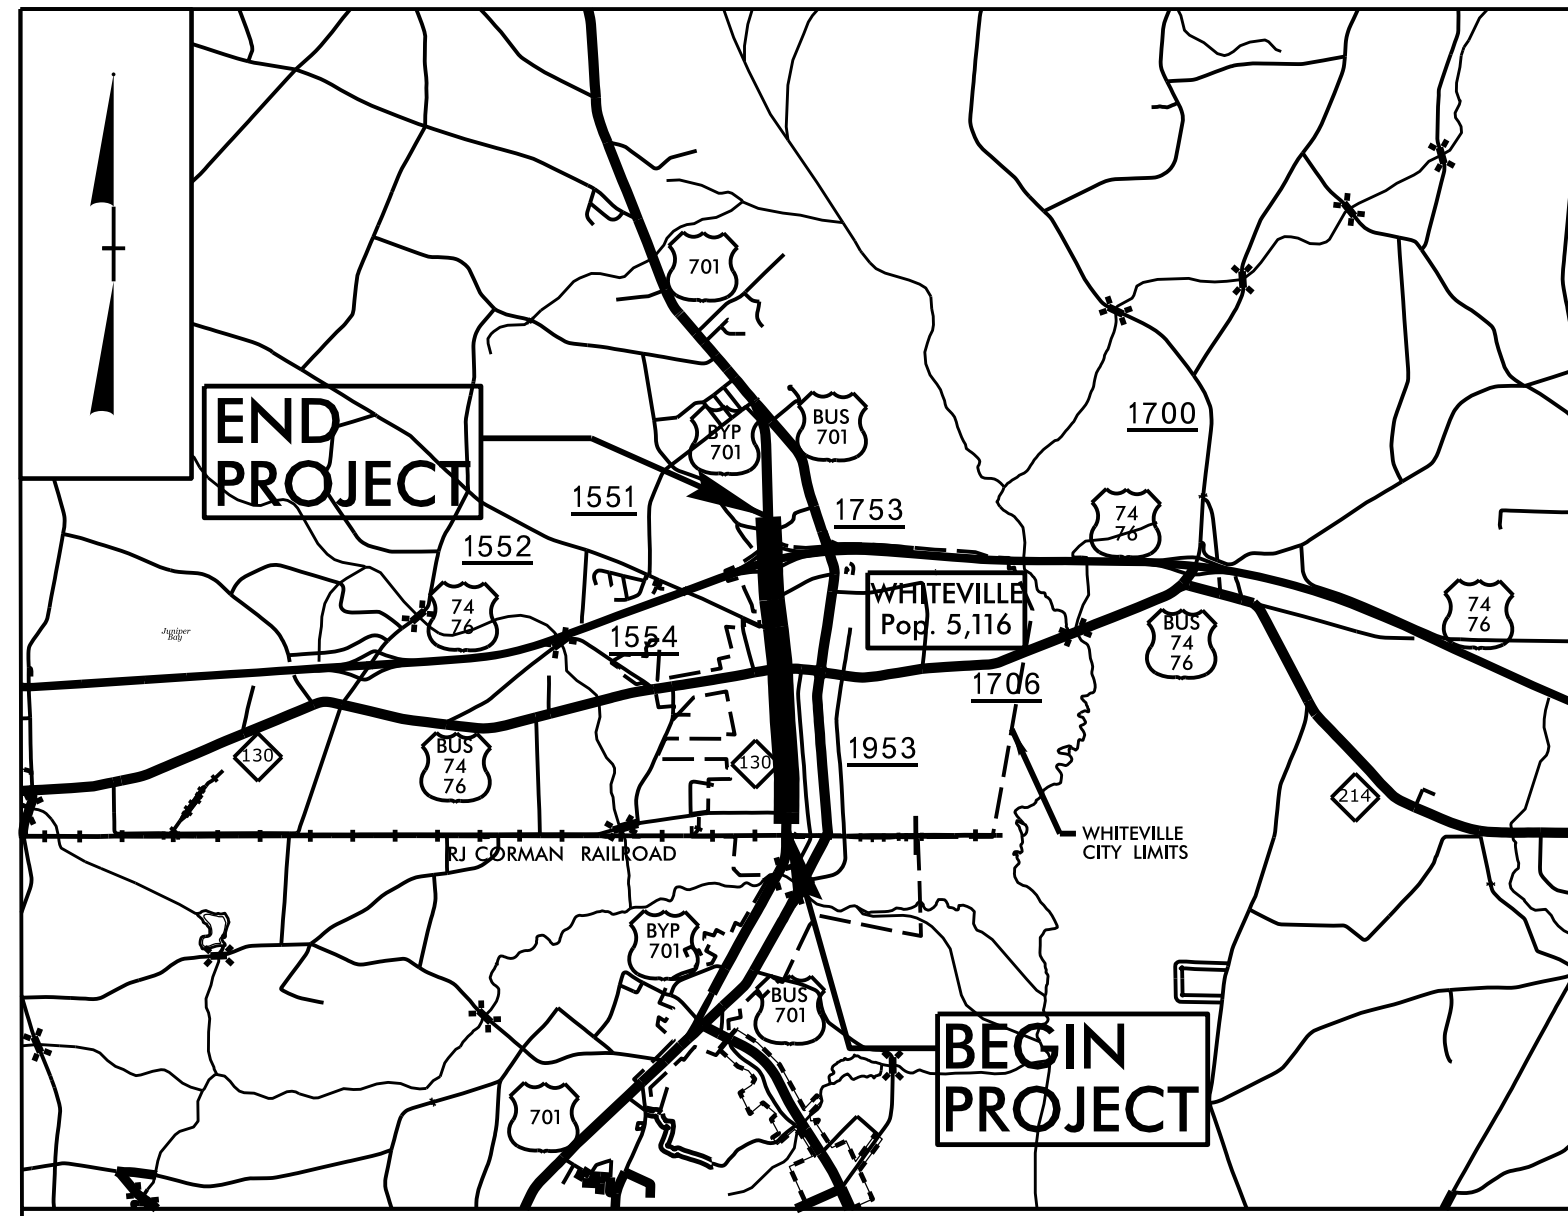 701
END
PROJECT
BYP
701
BUS
701
1700
1551
1753
74
76
1552
WHITEVILLE
Pop. 5,116
74
76
74
76
Juniper
Bay
1554
BUS
74
76
1706
130
BUS
74
76
130
1953
214
WHITEVILLE
CITY LIMITS
RJ CORMAN RAILROAD
BYP
701
BUS
701
BEGIN
PROJECT
701